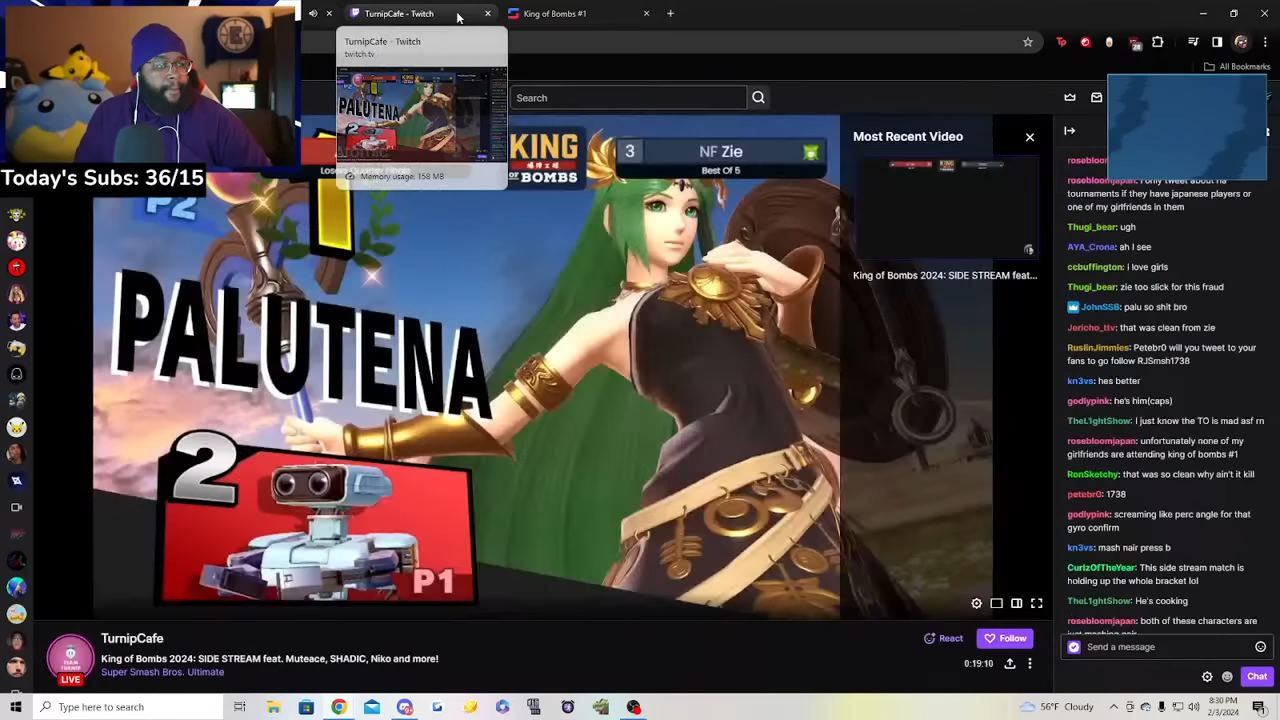 TurnipCafe - Twitch
King of Bombs #1
TurnipCafe - Twitch
twitch.tv
All Bookmarks
PALUTENA
Memory usage: 158 MB
Search
KING
OF BOMBS
3
NF Zie
Best Of 5
Most Recent Video
King of Bombs 2024: SIDE STREAM feat...
Today's Subs: 36/15
P2
PALUTENA
2
P1
TurnipCafe
King of Bombs 2024: SIDE STREAM feat. Muteace, SHADIC, Niko and more!
Super Smash Bros. Ultimate
TEAM
TURNIP
LIVE
React
Follow
0:19:10
rosebloomjapan: I only tweet about na
tournaments if they have japanese players or
one of my girlfriends in them
Thugi_bear: ugh
AYA_Crona: ah I see
ccbuffington: i love girls
Thugi_bear: zie too slick for this fraud
JohnSSB: palu so shit bro
Jericho_ttv: that was clean from zie
RuslinJimmies: Petebr0 will you tweet to your
fans to go follow RJSmsh1738
kn3vs: hes better
godlypink: he's him(caps)
TheL1ghtShow: I just know the TO is mad asf rn
rosebloomjapan: unfortunately none of my
girlfriends are attending king of bombs #1
RonSketchy: that was so clean why ain't it kill
petebr0: 1738
godlypink: screaming like perc angle for that
gyro confirm
kn3vs: mash nair press b
CurlzOfTheYear: This side stream match is
holding up the whole bracket lol
TheL1ghtShow: He's cooking
rosebloomjapan: both of these characters are
Send a message
Chat
Type here to search
56°F Cloudy
8:30 PM
2/3/2024